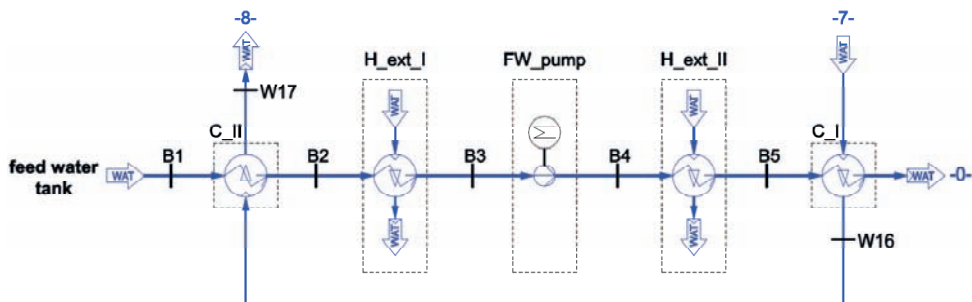 -8-
-7-
WAT
H_ext_I
FW_pump
H_ext_II
WAT
W17
WAT
WAT
C_II
C_I
feed water
tank
WAT
B1
B2
B3
B4
B5
WAT
-0-
WAT
WAT
W16